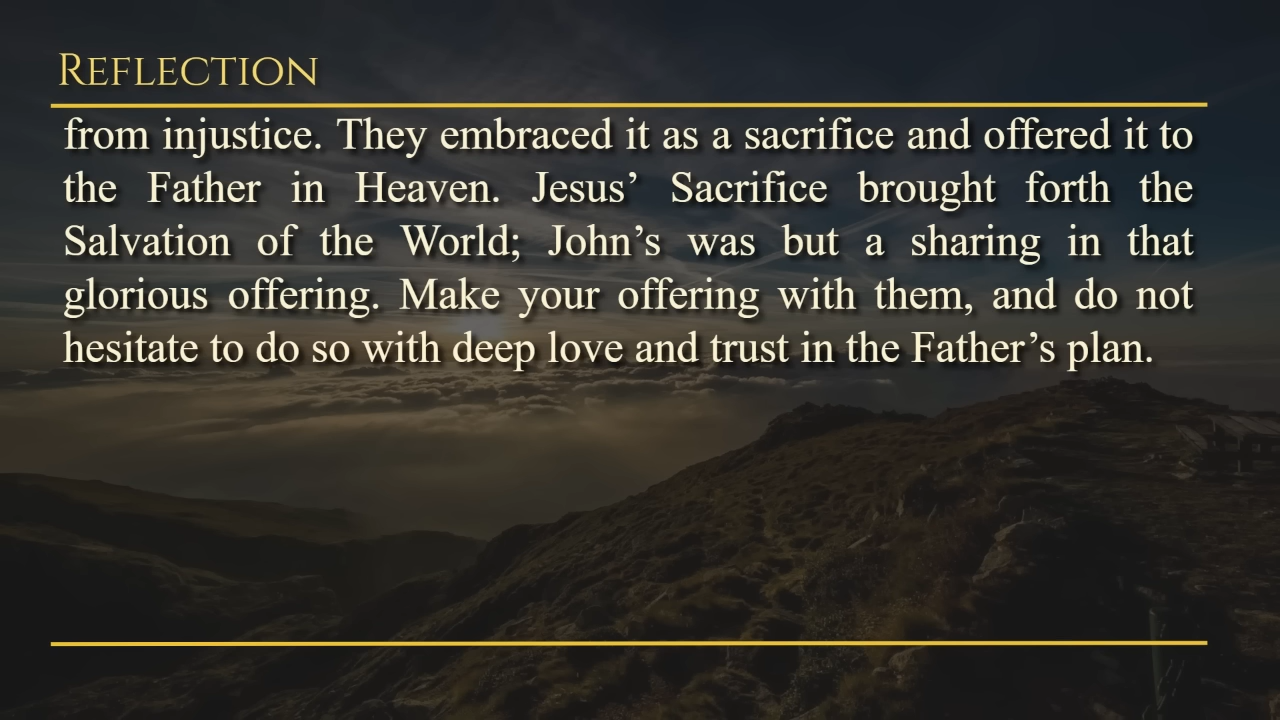 Reflection
from injustice. They embraced it as a sacrifice and offered it to
the Father in Heaven. Jesus’ Sacrifice brought forth the
Salvation of the World; John’s was but a sharing in that
glorious offering. Make your offering with them, and do not
hesitate to do so with deep love and trust in the Father’s plan.